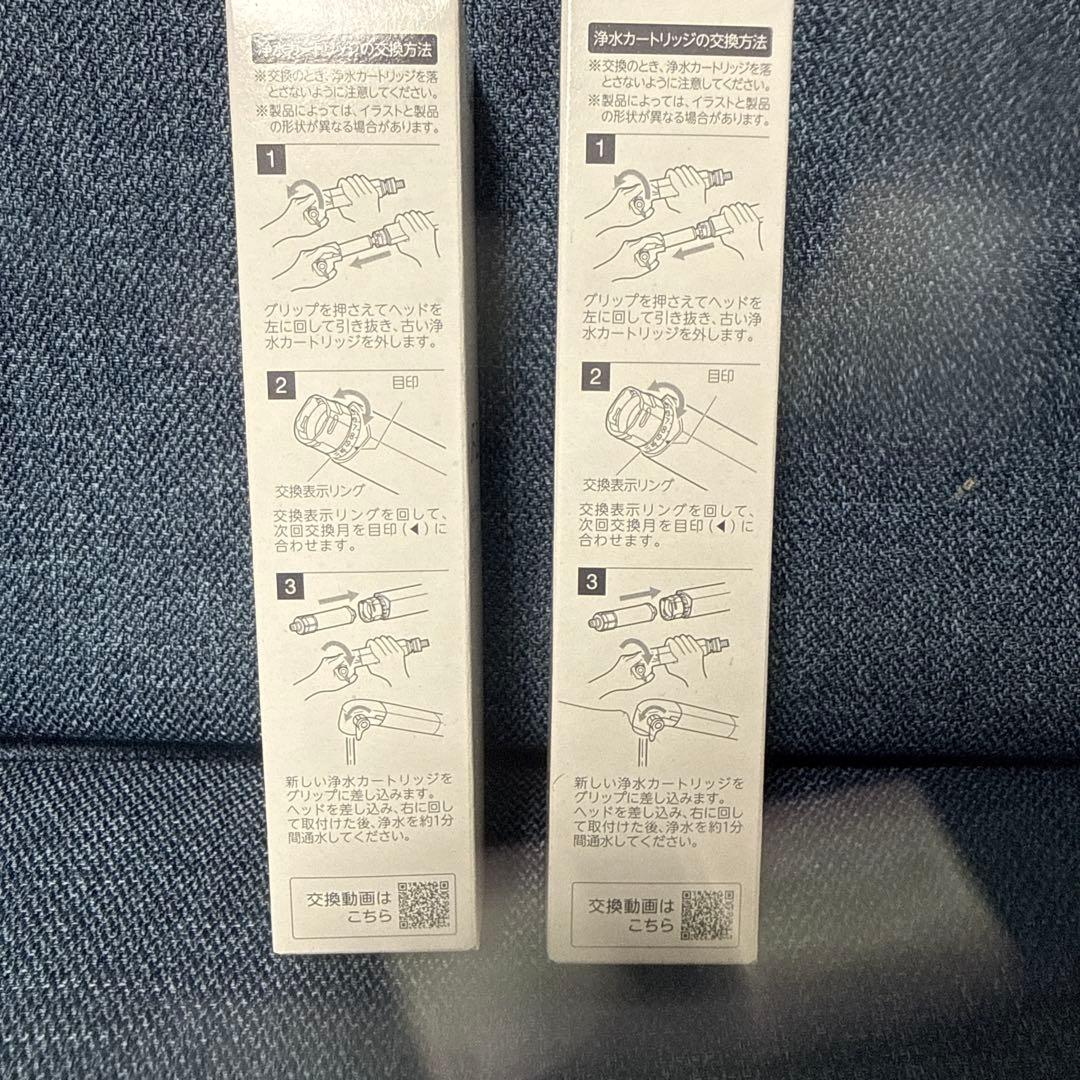 浄水カートリッジの交換方法
※交換のとき、浄水カートリッジを落
とさないように注意してください。
※製品によっては、イラストと製品
の形状が異なる場合があります。
1
グリップを押さえてヘッドを
左に回して引き抜き、古い浄
水カートリッジを外します。
2
目印
交換表示リング
交換表示リングを回して、
次回交換月を目印(◀)に
合わせます。
3
新しい浄水カートリッジを
グリップに差し込みます。
ヘッドを差し込み、右に回し
て取付けた後、浄水を約1分
間通水してください。
交換動画は
こちら
浄水カートリッジの交換方法
※交換のとき、浄水カートリッジを落
とさないように注意してください。
※製品によっては、イラストと製品
の形状が異なる場合があります。
1
グリップを押さえてヘッドを
左に回して引き抜き、古い浄
水カートリッジを外します。
2
目印
交換表示リング
交換表示リングを回して、
次回交換月を目印(◀)に
合わせます。
3
新しい浄水カートリッジを
グリップに差し込みます。
ヘッドを差し込み、右に回し
て取付けた後、浄水を約1分
間通水してください。
交換動画は
こちら